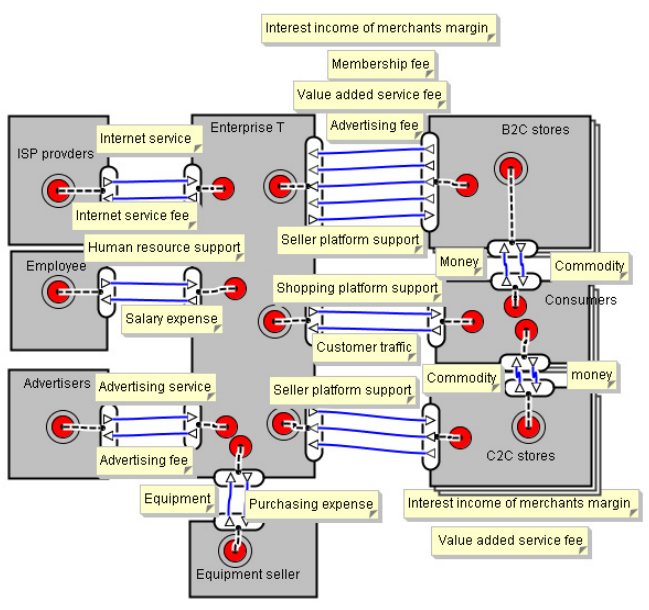 Interest income of merchants margin
Membership fee
Value added service fee
Advertising fee
Enterprise T
B2C stores
Internet service
ISP provders
Internet service fee
Seller platform support
Human resource support
Money
Commodity
Employee
Shopping platform support
Consumers
Salary expense
Customer traffic
Commodity
money
Advertisers
Advertising service
Seller platform support
Advertising fee
C2C stores
Equipment
Purchasing expense
Interest income of merchants margin
Value added service fee
Equipment seller